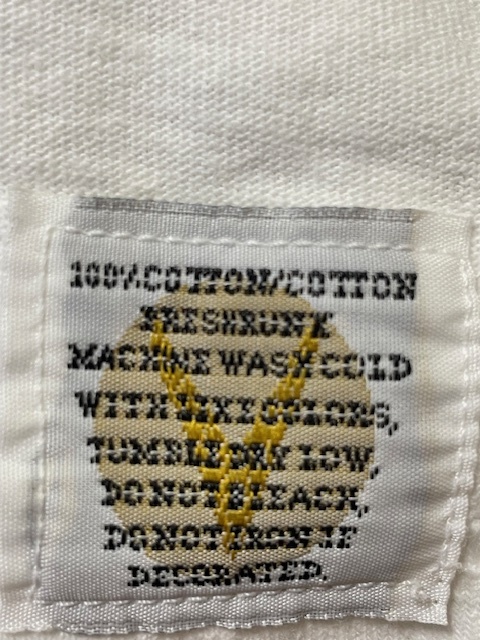 100% COTTON/COTTON
PRESHRUNK
MACHINE WASH COLD
WITH LIKE COLORS,
TUMBLE DRY LOW,
DO NOT BLEACH,
DO NOT IRON IF
DECORATED.